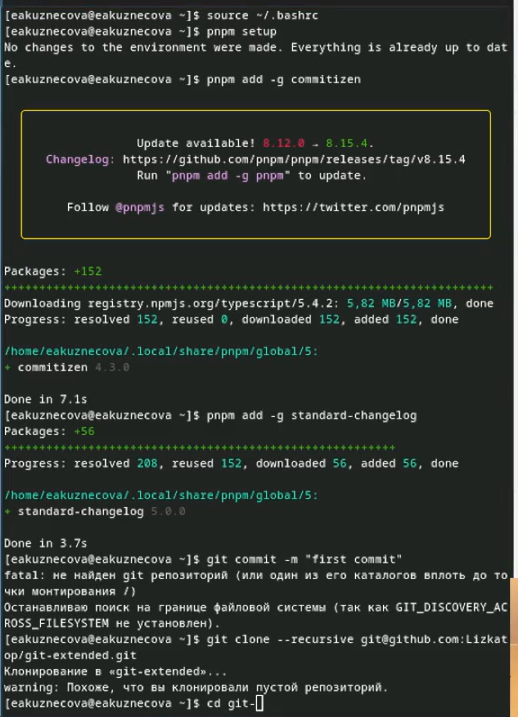 [eakuznecova@eakuznecova ~]$ source ~/.bashrc
[eakuznecova@eakuznecova ~]$ pnpm setup
No changes to the environment were made. Everything is already up to dat
e.
[eakuznecova@eakuznecova ~]$ pnpm add -g commitizen
Update available! 8.12.0 → 8.15.4.
Changelog: https://github.com/pnpm/pnpm/releases/tag/v8.15.4
Run "pnpm add -g pnpm" to update.
Follow @pnpmjs for updates: https://twitter.com/pnpmjs
Packages: +152
++++++++++++++++++++++++++++++++++++++++++++++++++++++++++++++++++++++
Downloading registry.npmjs.org/typescript/5.4.2: 5,82 MB/5,82 MB, done
Progress: resolved 152, reused 0, downloaded 152, added 152, done
/home/eakuznecova/.local/share/pnpm/global/5:
+ commitizen 4.3.0
Done in 7.1s
[eakuznecova@eakuznecova ~]$ pnpm add -g standard-changelog
Packages: +56
++++++++++++++++++++++++++++++++++++++++++++++++++++++++
Progress: resolved 208, reused 152, downloaded 56, added 56, done
/home/eakuznecova/.local/share/pnpm/global/5:
+ standard-changelog 5.0.0
Done in 3.7s
[eakuznecova@eakuznecova ~]$ git commit -m "first commit"
fatal: не найден git репозиторий (или один из его каталогов вплоть до то
чки монтирования /)
Останавливаю поиск на границе файловой системы (так как GIT_DISCOVERY_AC
ROSS_FILESYSTEM не установлен).
[eakuznecova@eakuznecova ~]$ git clone --recursive git@github.com:Lizkat
op/git-extended.git
Клонирование в «git-extended»...
warning: Похоже, что вы клонировали пустой репозиторий.
[eakuznecova@eakuznecova ~]$ cd git-